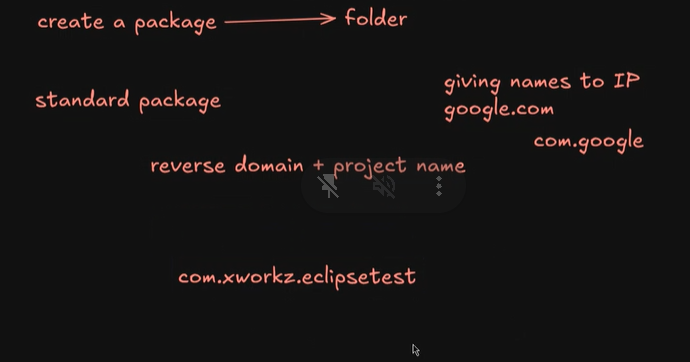 create a package folder
standard package
giving names to IP
google.com
com.google
reverse domain + project name
com.xworkz.eclipsetest